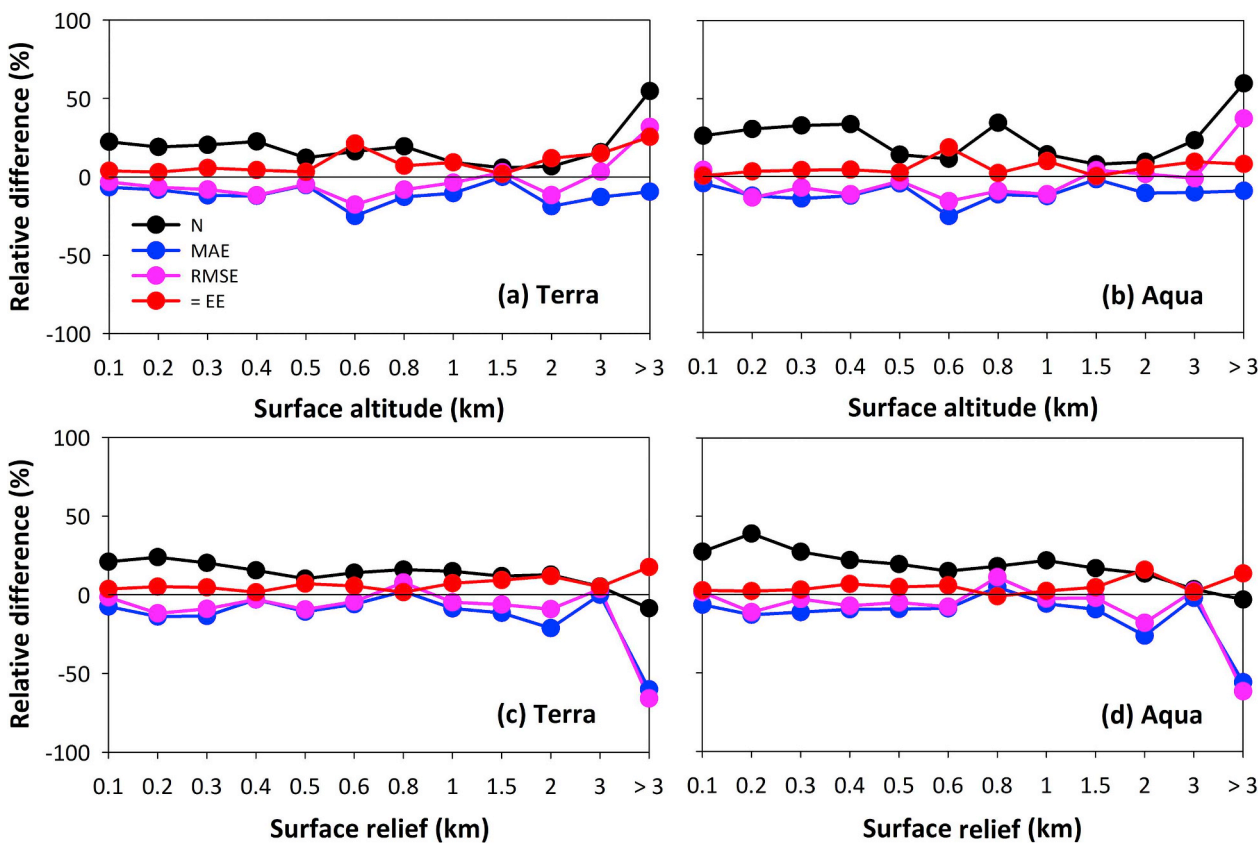 Relative difference (%)
100
50
0
-50
-100
N
MAE
RMSE
= EE
(a) Terra
0.1 0.2 0.3 0.4 0.5 0.6 0.8 1 1.5 2 3 > 3
Surface altitude (km)
(b) Aqua
0.1 0.2 0.3 0.4 0.5 0.6 0.8 1 1.5 2 3 > 3
Surface altitude (km)
Relative difference (%)
100
50
0
-50
-100
(c) Terra
0.1 0.2 0.3 0.4 0.5 0.6 0.8 1 1.5 2 3 > 3
Surface relief (km)
(d) Aqua
0.1 0.2 0.3 0.4 0.5 0.6 0.8 1 1.5 2 3 > 3
Surface relief (km)